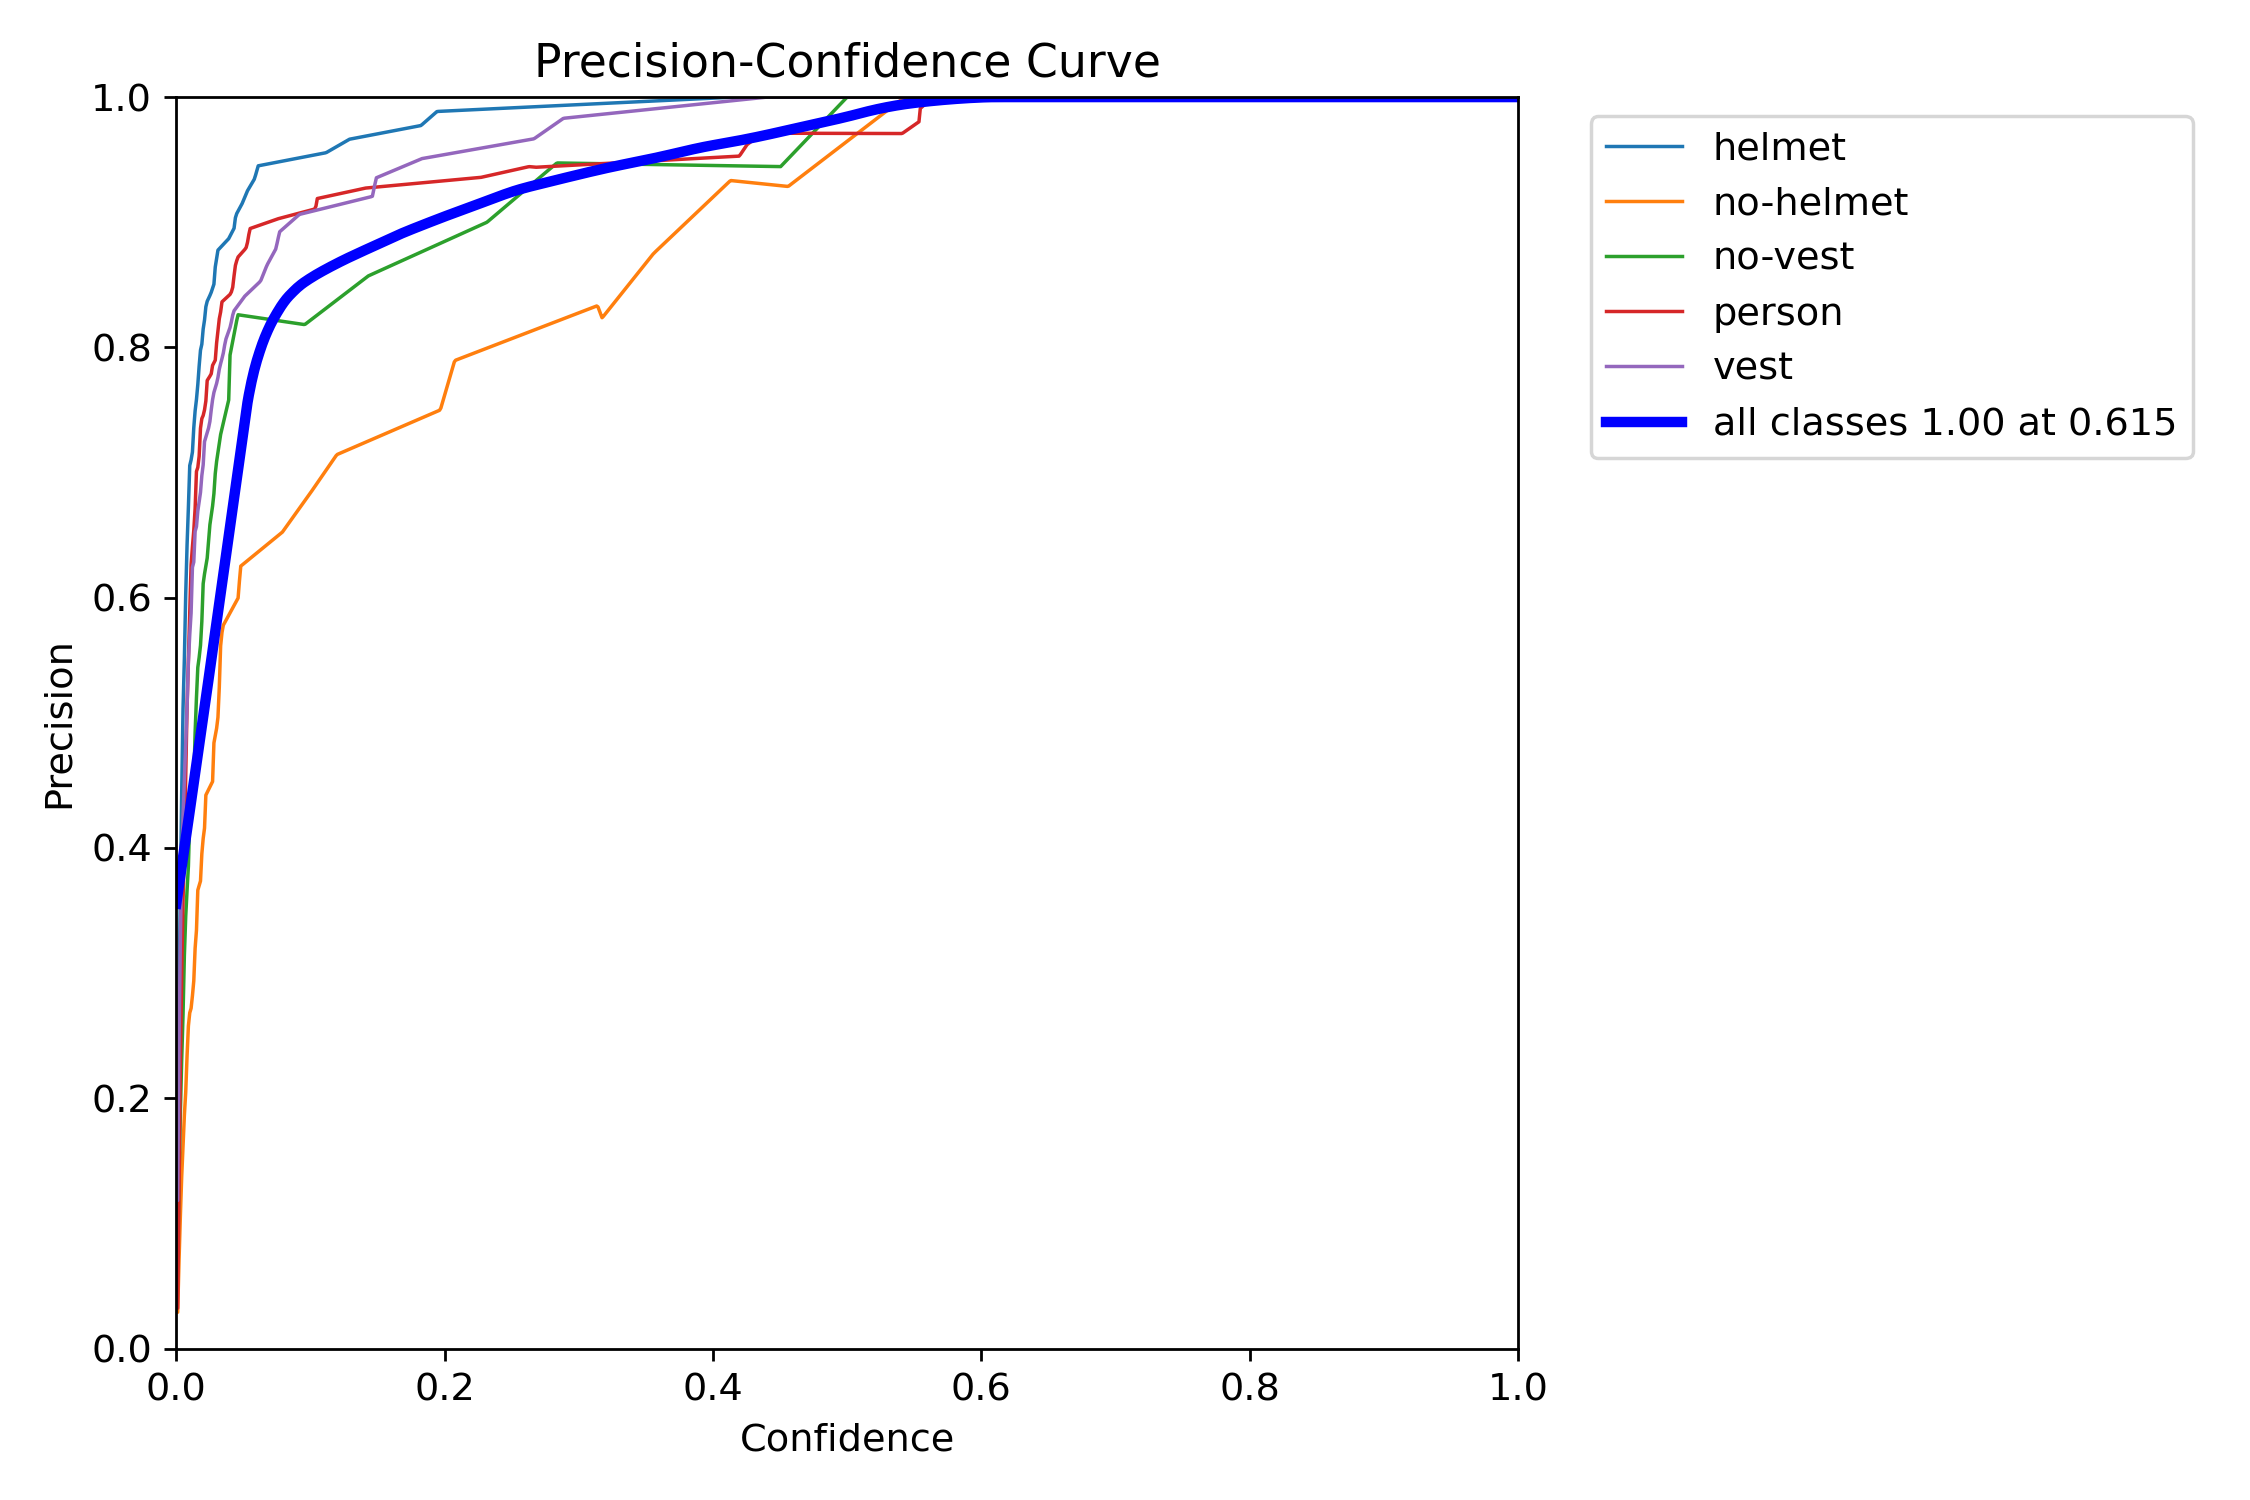 Precision-Confidence Curve
1.0
0.8
0.6
0.4
0.2
0.0
Precision
0.0 0.2 0.4 0.6 0.8 1.0
Confidence
helmet
no-helmet
no-vest
person
vest
all classes 1.00 at 0.615